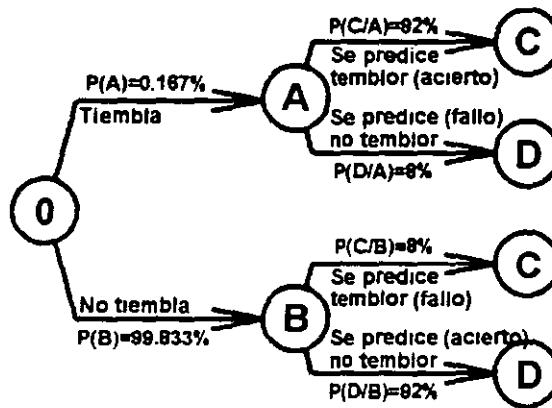 P(C/A)=92%
C
Se predice
temblor (acierto)
P(A)=0.167%
A
Tiembla
Se predice (fallo)
no temblor
D
P(D/A)=8%
0
P(C/B)=8%
C
Se predice
temblor (fallo)
No tiembla
B
P(B)=99.833%
Se predice (acierto)
no temblor
D
P(D/B)=92%